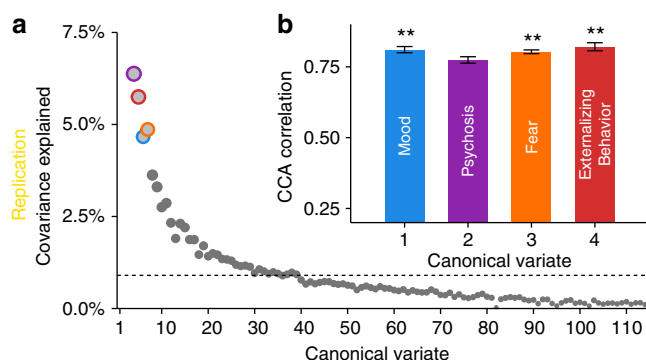 a
7.5%
5.0%
2.5%
0.0%
Replication
Covariance explained
1 10 20 30 40 50 60 70 80 90 100 110
Canonical variate
b
** ** **
0.75
0.50
0.25
CCA correlation
Mood
Psychosis
Fear
Externalizing
Behavior
1 2 3 4
Canonical variate